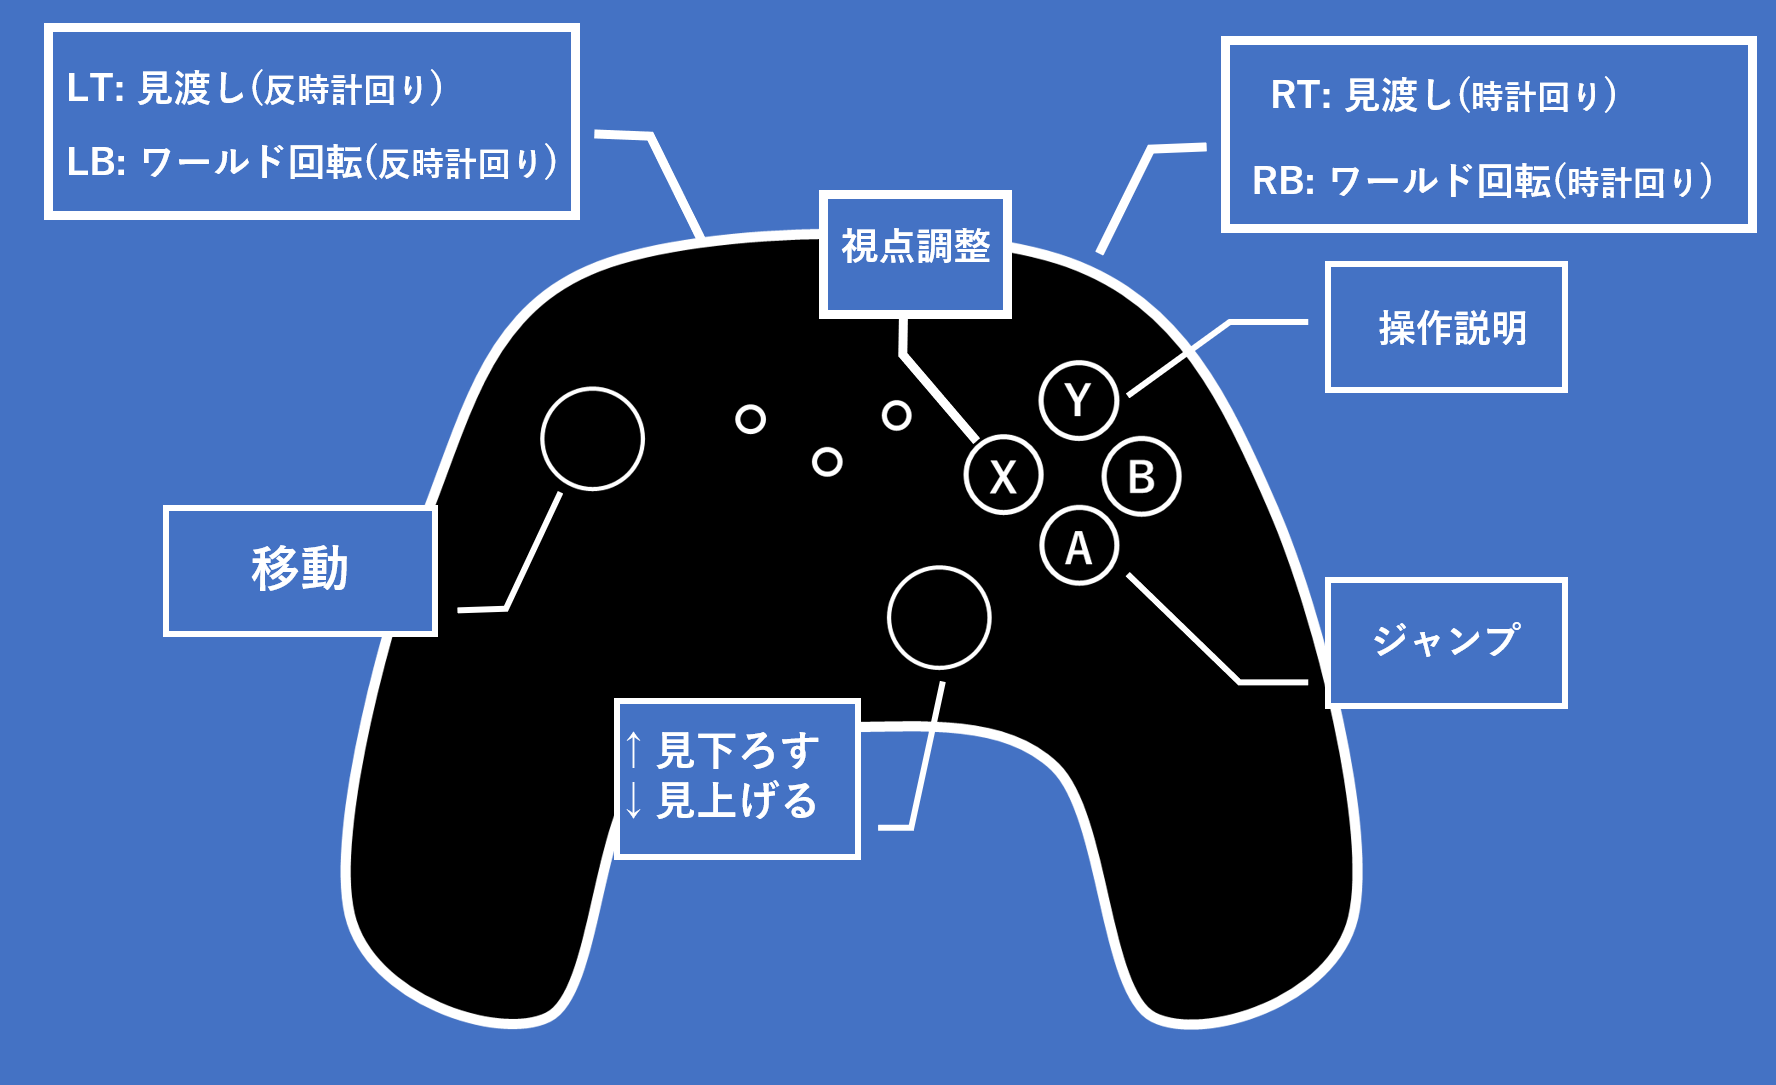 LT: 見渡し(反時計回り)
LB: ワールド回転(反時計回り)
RT: 見渡し(時計回り)
RB: ワールド回転(時計回り)
視点調整
操作説明
Y
X
B
A
移動
ジャンプ
↑ 見下ろす
↓ 見上げる